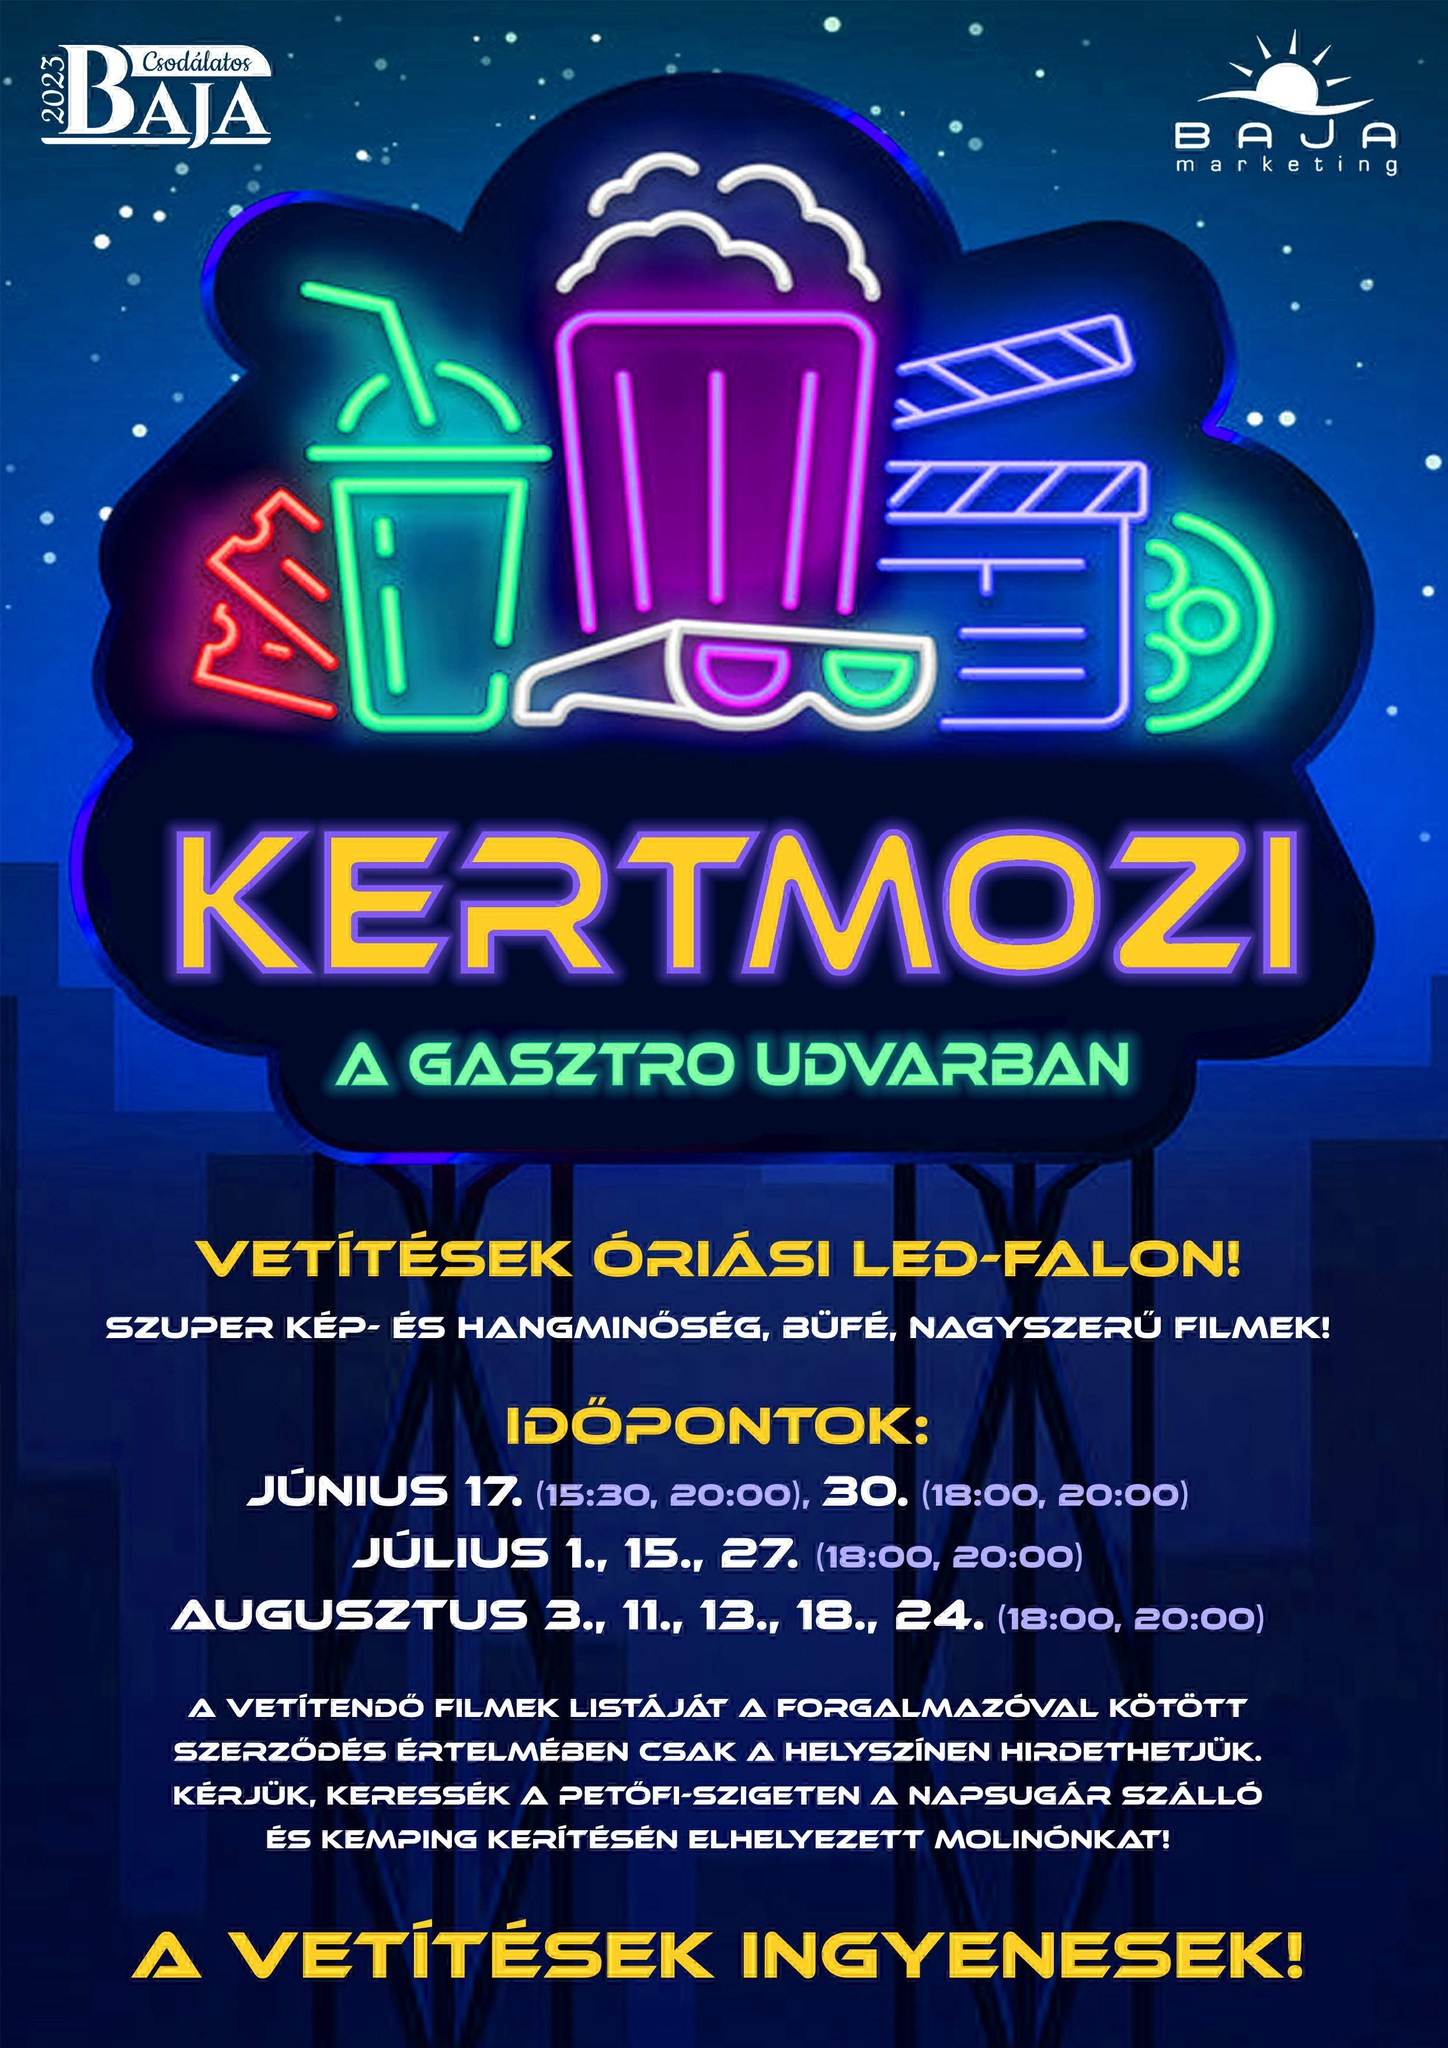 2023
Csodálatos
BAJA
BAJA
marketing
KERTMOZI
A GASZTRO UDVARBAN
VETÍTÉSEK ÓRIÁSI LED-FALON!
SZUPER KÉP- ÉS HANGMINŐSÉG, BÜFÉ, NAGYSZERŰ FILMEK!
IDŐPONTOK:
JÚNIUS 17. (15:30, 20:00), 30. (18:00, 20:00)
JÚLIUS 1., 15., 27. (18:00, 20:00)
AUGUSZTUS 3., 11., 13., 18., 24. (18:00, 20:00)
A VETÍTENDŐ FILMEK LISTÁJÁT A FORGALMAZÓVAL KÖTÖTT
SZERZŐDÉS ÉRTELMÉBEN CSAK A HELYSZÍNEN HIRDETHETJÜK.
KÉRJÜK, KERESSÉK A PETŐFI-SZIGETEN A NAPSUGÁR SZÁLLÓ
ÉS KEMPING KERÍTÉSÉN ELHELYEZETT MOLINÓNKAT!
A VETÍTÉSEK INGYENESEK!